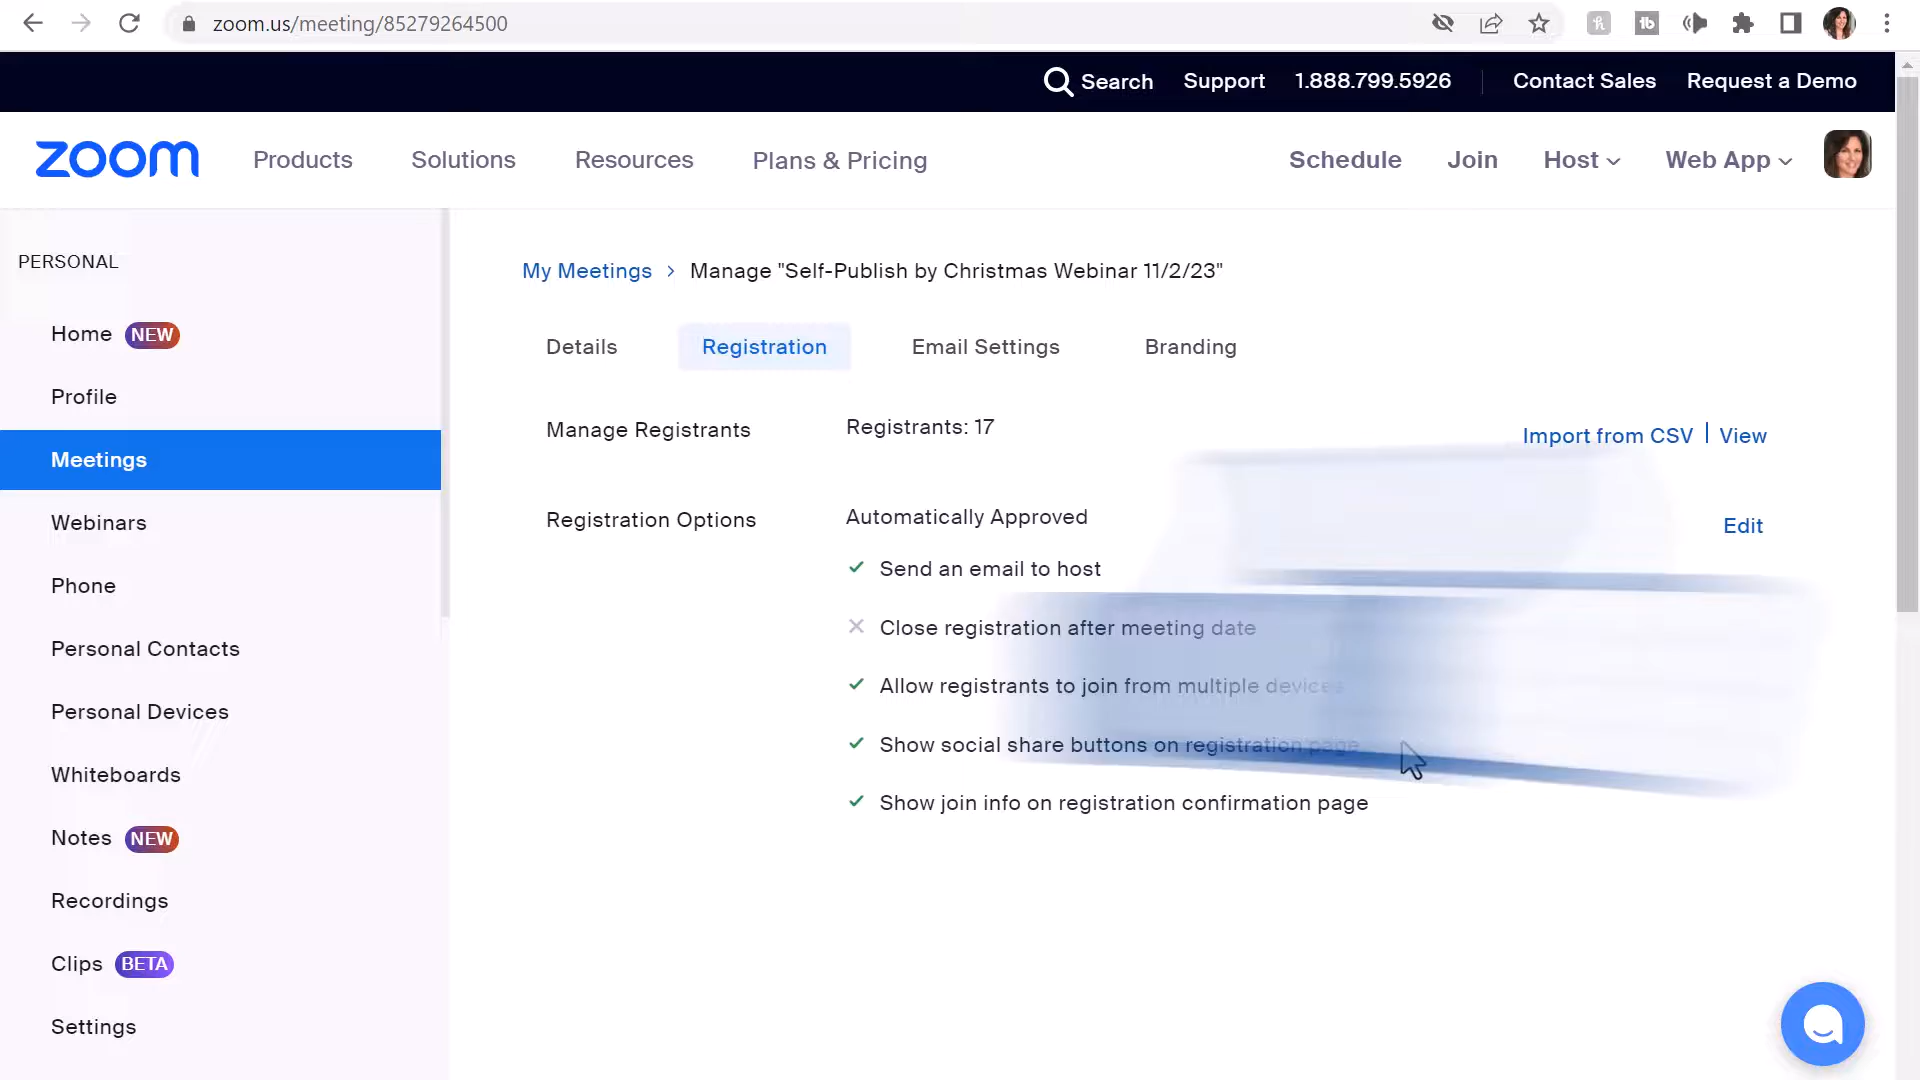 zoom.us/meeting/85279264500
Search Support 1.888.799.5926 Contact Sales Request a Demo
zoom Products Solutions Resources Plans & Pricing Schedule Join Host Web App
PERSONAL
Home NEW
Profile
Meetings
Webinars
Phone
Personal Contacts
Personal Devices
Whiteboards
Notes NEW
Recordings
Clips BETA
Settings
My Meetings > Manage "Self-Publish by Christmas Webinar 11/2/23"
Details Registration Email Settings Branding
Manage Registrants Registrants: 17 Import from CSV | View
Registration Options Automatically Approved Edit
Send an email to host
Close registration after meeting date
Allow registrants to join from multiple devices
Show social share buttons on registration page
Show join info on registration confirmation page